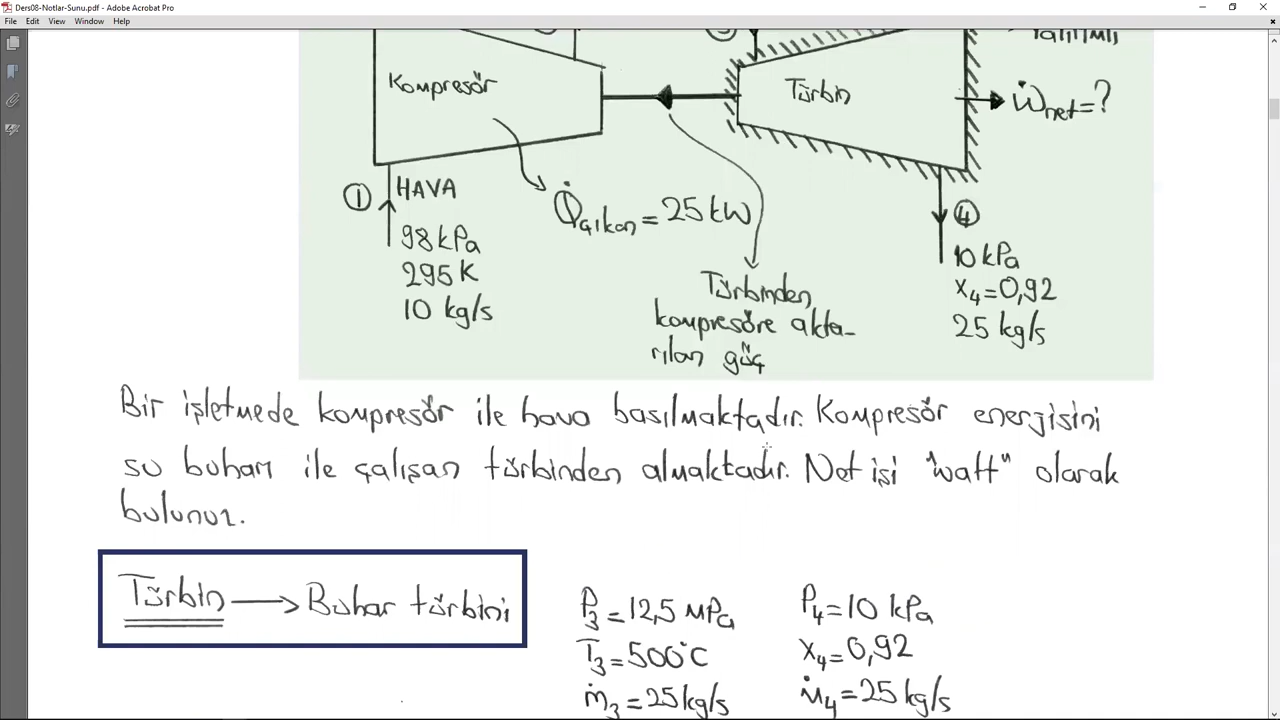 Ders08-Notlar-Sunu.pdf - Adobe Acrobat Pro
File Edit View Window Help
Kompresör
Türbin
Ẇnet=?
① HAVA
98 kPa
295 K
10 kg/s
Q̇çıkan = 25 kW
④
10 kPa
x4=0,92
25 kg/s
Türbinden
kompresöre akta-
rılan güç
Bir işletmede kompresör ile hava basılmaktadır. Kompresör enerjisini
su buharı ile çalışan türbinden almaktadır. Net işi "watt" olarak
bulunuz.
Türbin → Buhar türbini
P3=12,5 MPa
T3=500°C
ṁ3=25 kg/s
P4=10 kPa
x4=0,92
ṁ4=25 kg/s